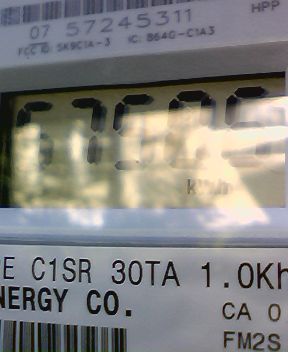 HPP
07 57245311
FCC ID: SK9C1A-3 IC: 864G-C1A3
kWh
PE C1SR 30TA 1.0Kh
NERGY CO.
CA 0
FM2S